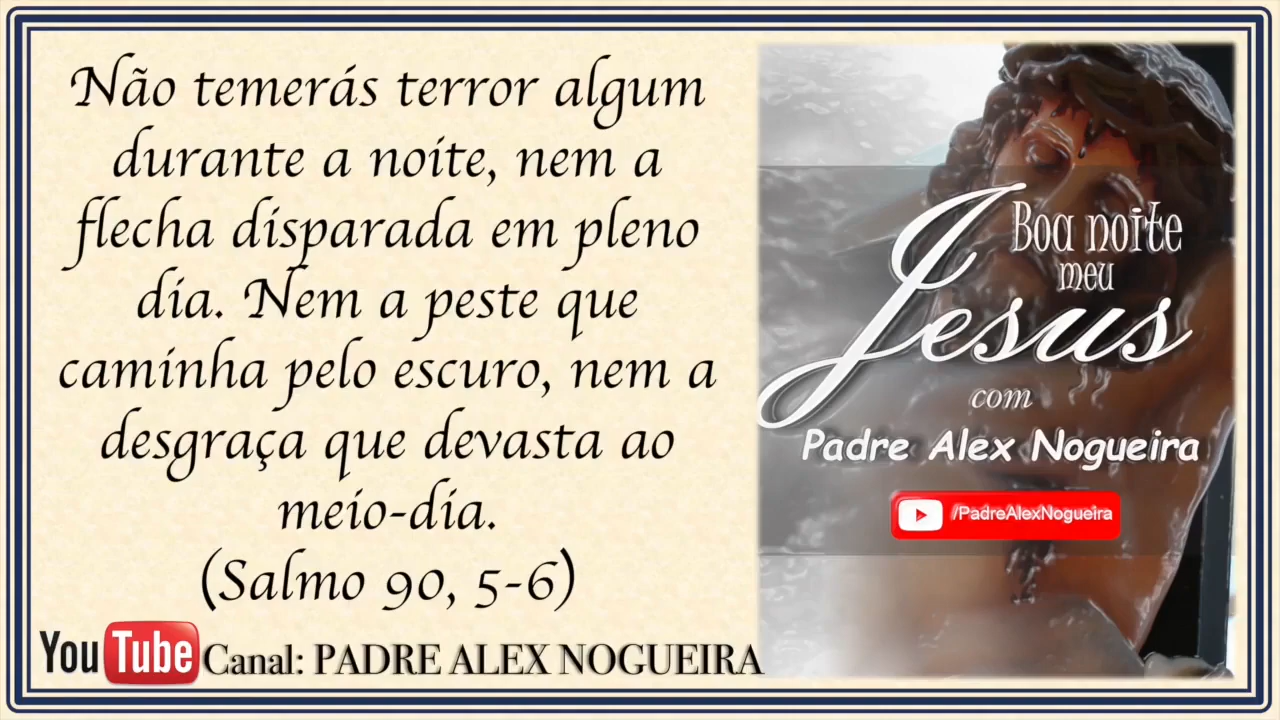 Não temerás terror algum
durante a noite, nem a
flecha disparada em pleno
dia. Nem a peste que
caminha pelo escuro, nem a
desgraça que devasta ao
meio-dia.
(Salmo 90, 5-6)
YouTube Canal: PADRE ALEX NOGUEIRA
Boa noite
meu
Jesus
com
Padre Alex Nogueira
/PadreAlexNogueira